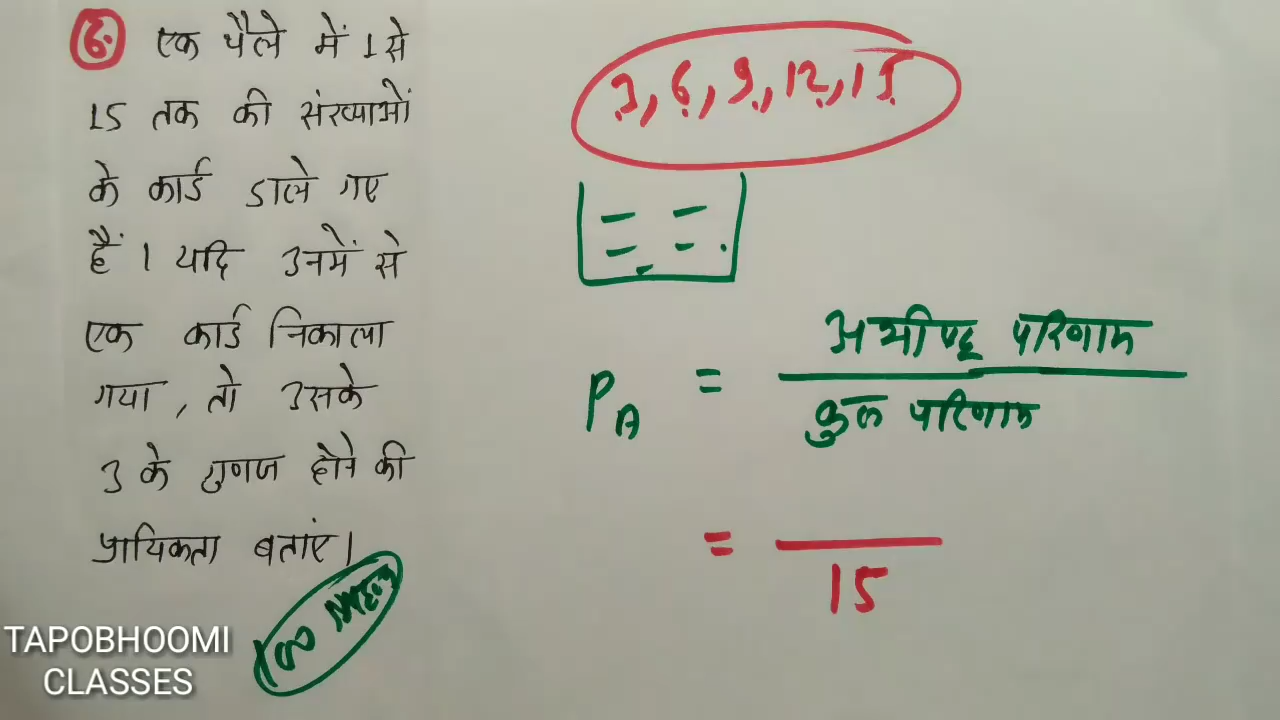 6. एक थैले में 1 से
15 तक की संख्याओं
के कार्ड डाले गए
हैं। यदि उनमें से
एक कार्ड निकाला
गया, तो उसके
3 के गुणज होने की
प्रायिकता बताएं।
TAPOBHOOMI
CLASSES
3, 6, 9, 12, 15
PA = अभीष्ट परिणाम
कुल परिणाम
=
15